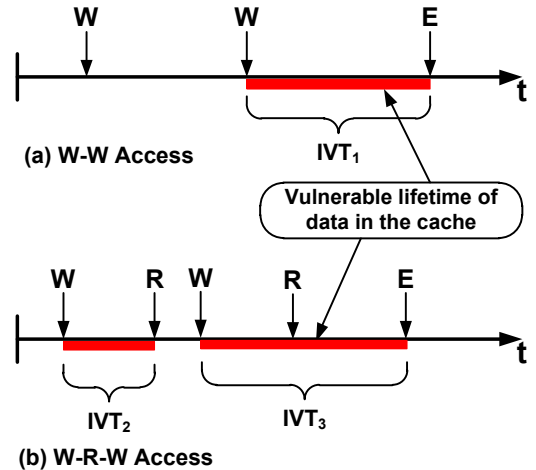 W W E
t
IVT1
(a) W-W Access
Vulnerable lifetime of
data in the cache
W R W R E
t
IVT2 IVT3
(b) W-R-W Access